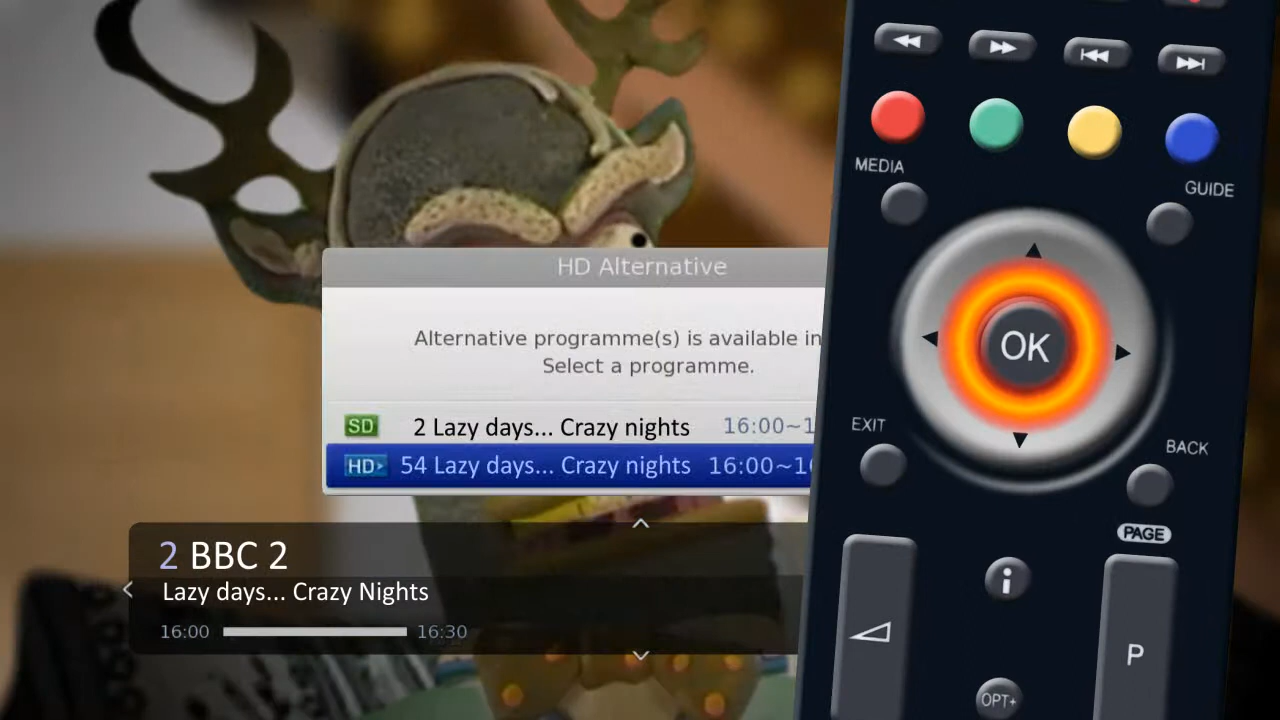 HD Alternative
Alternative programme(s) is available in
Select a programme.
SD 2 Lazy days... Crazy nights 16:00~1
HD 54 Lazy days... Crazy nights 16:00~16
2 BBC 2
Lazy days... Crazy Nights
16:00 16:30
MEDIA
GUIDE
OK
EXIT
BACK
PAGE
i
P
OPT+